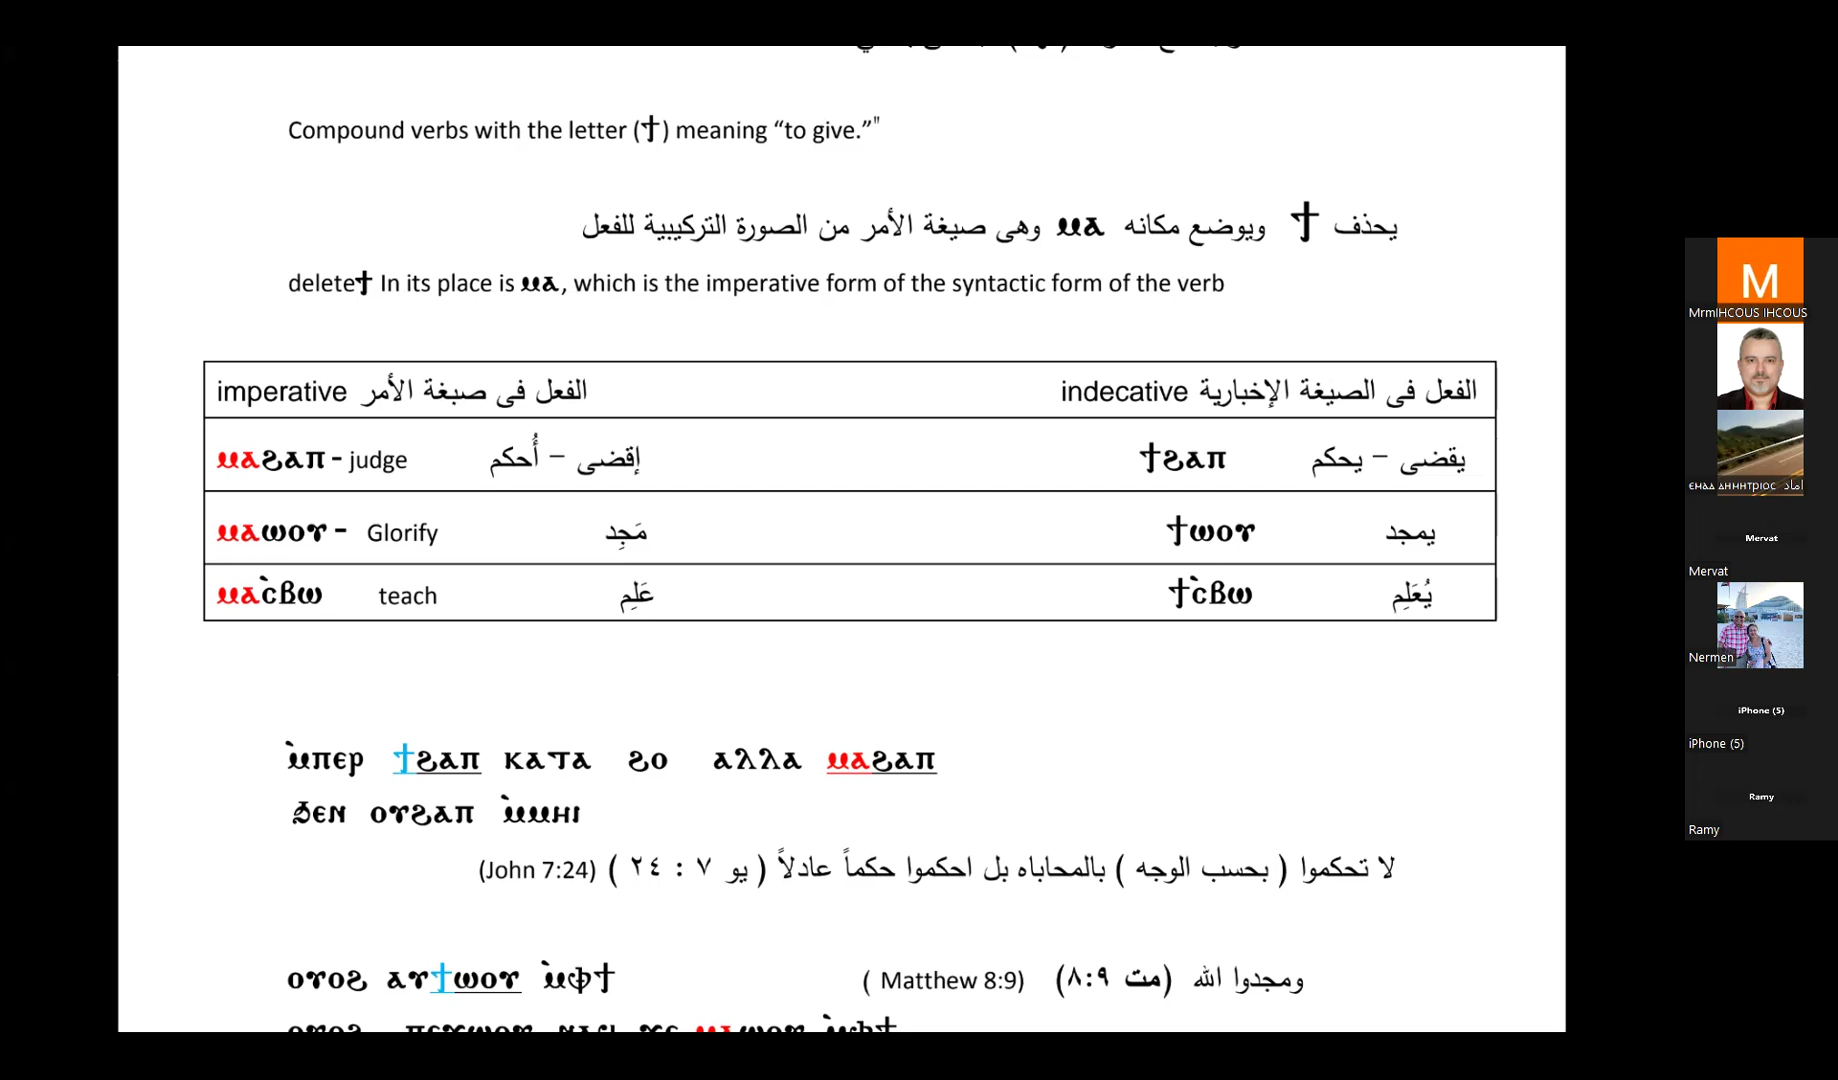 Compound verbs with the letter (ϯ) meaning “to give.”"
يحذف ϯ ويوضع مكانه ⲙⲁ وهى صيغة الأمر من الصورة التركيبية للفعل
deleteϯ In its place is ⲙⲁ, which is the imperative form of the syntactic form of the verb
imperative الفعل فى صبغة الأمر indecative الفعل فى الصيغة الإخبارية
ⲙⲁϩⲁⲡ - judge إقضى – أُحكم ϯϩⲁⲡ يقضى – يحكم
ⲙⲁⲱⲟⲩ - Glorify مَجِد ϯⲱⲟⲩ يمجد
ⲙⲁⲥ̀ⲃⲱ teach عَلِم ϯⲥ̀ⲃⲱ يُعَلِم
ⲙ̀ⲡⲉⲣ ϯϩⲁⲡ ⲕⲁⲧⲁ ϩⲟ ⲁⲗⲗⲁ ⲙⲁϩⲁⲡ
ϧⲉⲛ ⲟⲩϩⲁⲡ ⲙ̀ⲙⲏⲓ
لا تحكموا ( بحسب الوجه ) بالمحاباه بل احكموا حكماً عادلاً ( يو ٧ : ٢٤ ) (John 7:24)
ⲟⲩⲟϩ ⲁⲩϯⲱⲟⲩ ⲙ̀ⲫϯ ( Matthew 8:9) ومجدوا الله (مت ٨:٩)
M
MrmIHCOUS IHCOUS
Mervat
Mervat
Nermen
iPhone (5)
iPhone (5)
Ramy
Ramy